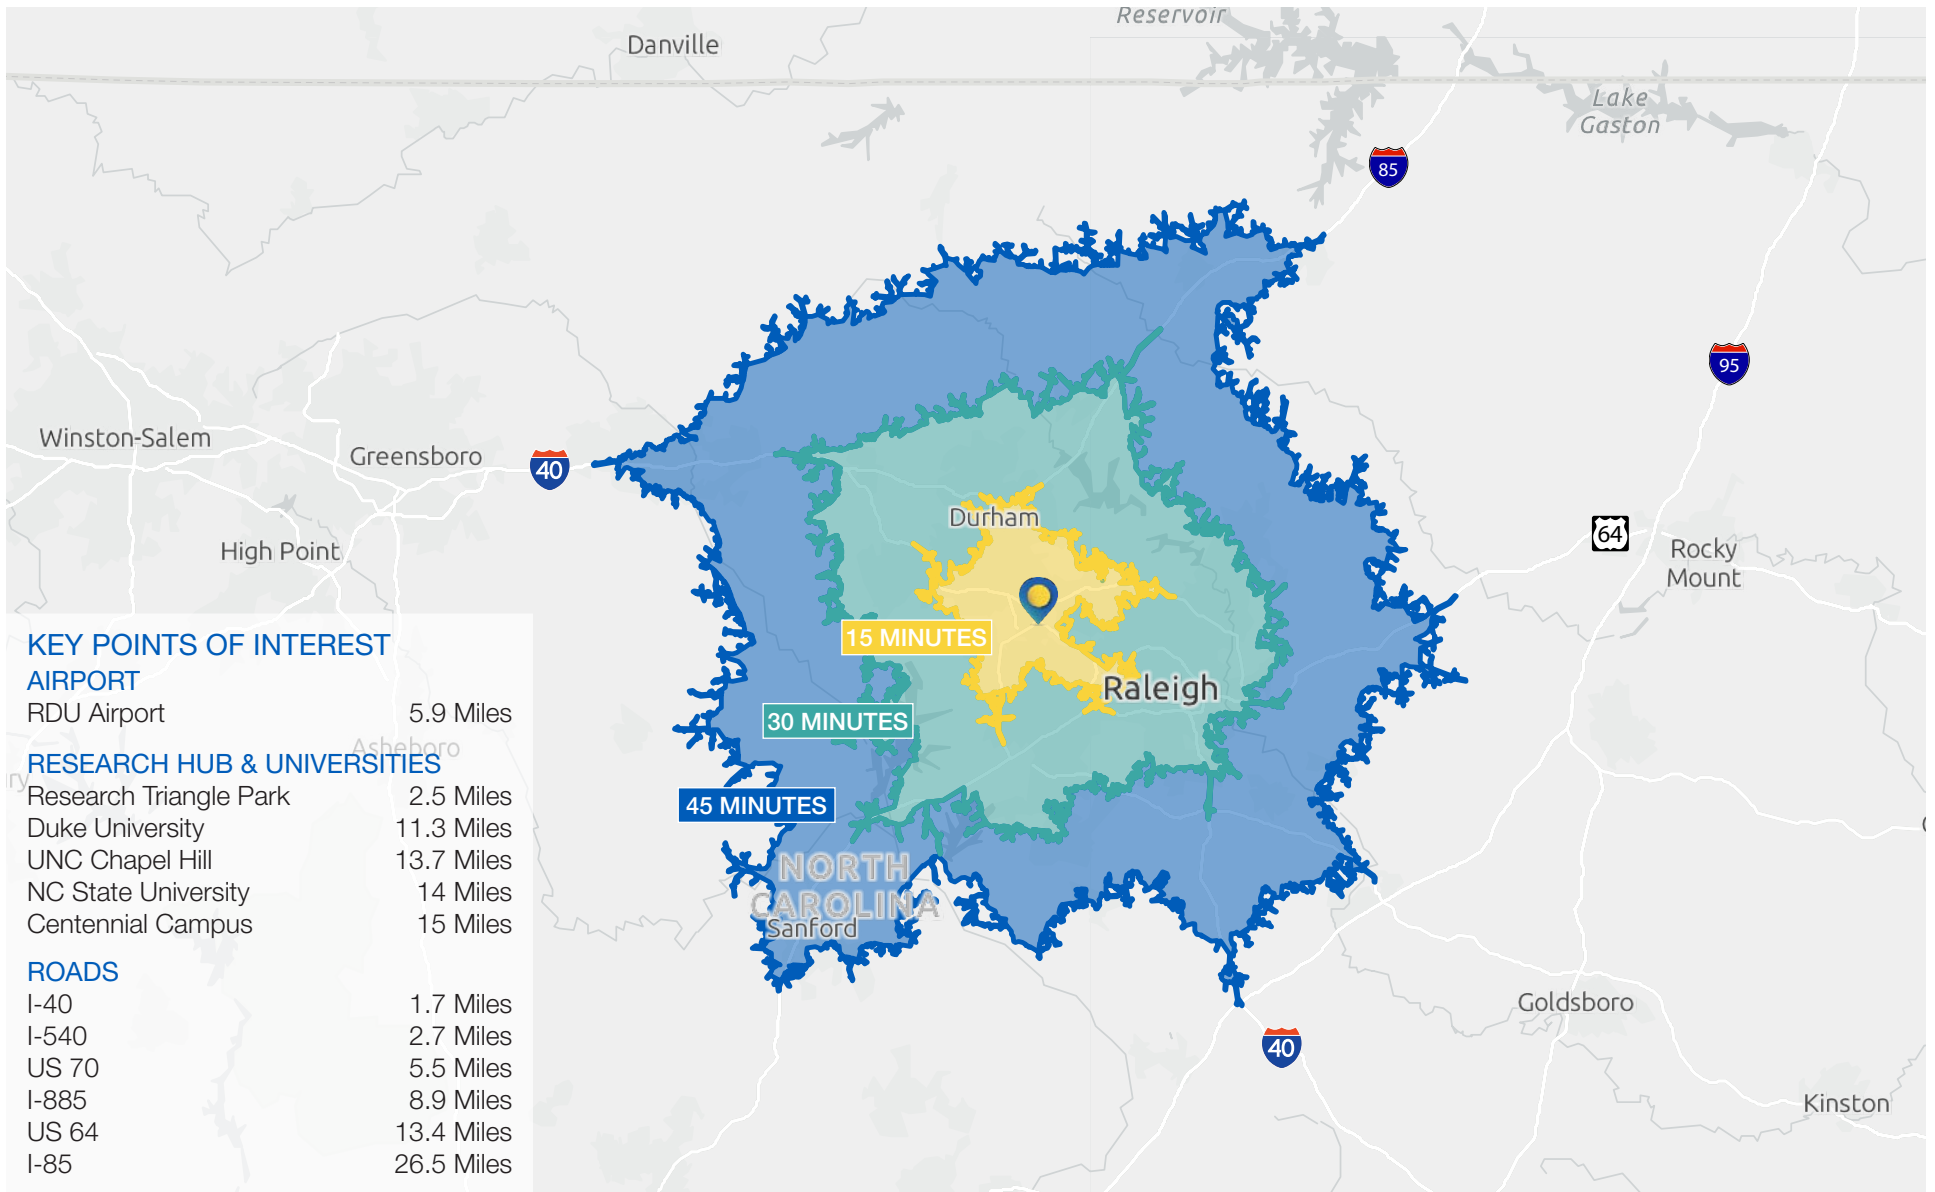 Reservoir
Danville
Lake
Gaston
85
95
Winston-Salem
Greensboro
40
Durham
64
High Point
Rocky
Mount
15 MINUTES
Raleigh
30 MINUTES
45 MINUTES
NORTH
CAROLINA
Sanford
Goldsboro
40
Kinston
KEY POINTS OF INTEREST
AIRPORT
RDU Airport 5.9 Miles
Asheboro
RESEARCH HUB & UNIVERSITIES
Research Triangle Park 2.5 Miles
Duke University 11.3 Miles
UNC Chapel Hill 13.7 Miles
NC State University 14 Miles
Centennial Campus 15 Miles
ROADS
I-40 1.7 Miles
I-540 2.7 Miles
US 70 5.5 Miles
I-885 8.9 Miles
US 64 13.4 Miles
I-85 26.5 Miles